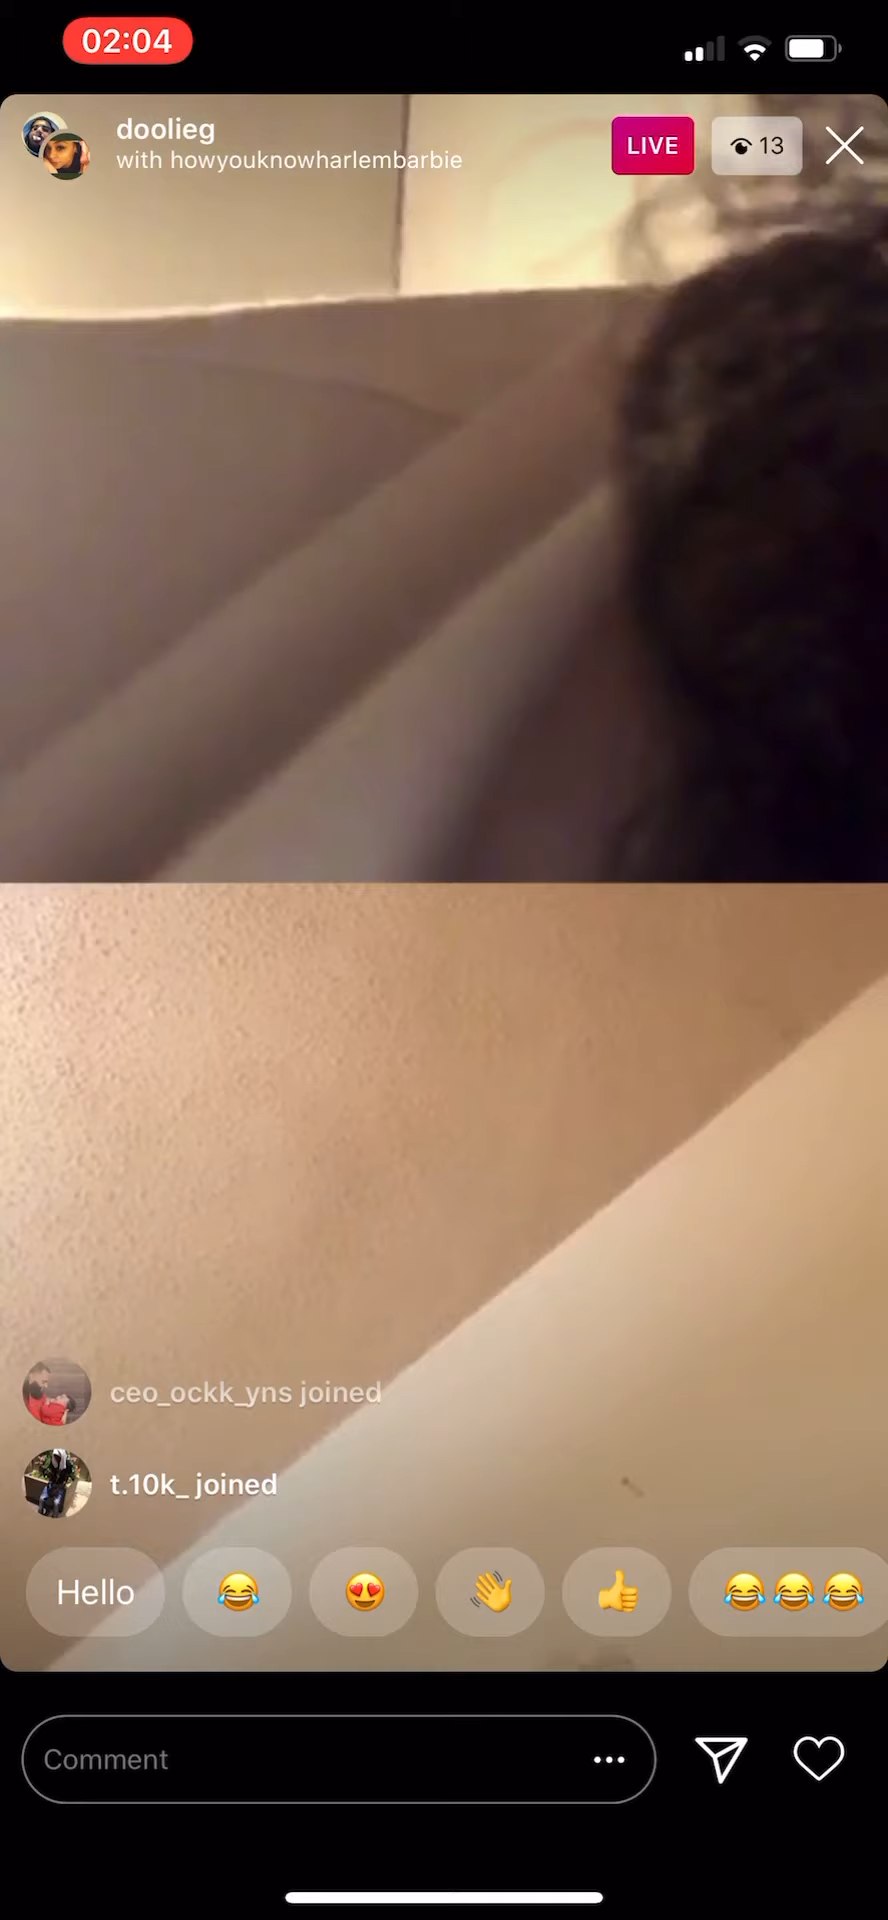 02:04
doolieg
with howyouknowharlembarbie
LIVE
13
ceo_ockk_yns joined
t.10k_ joined
Hello
Comment